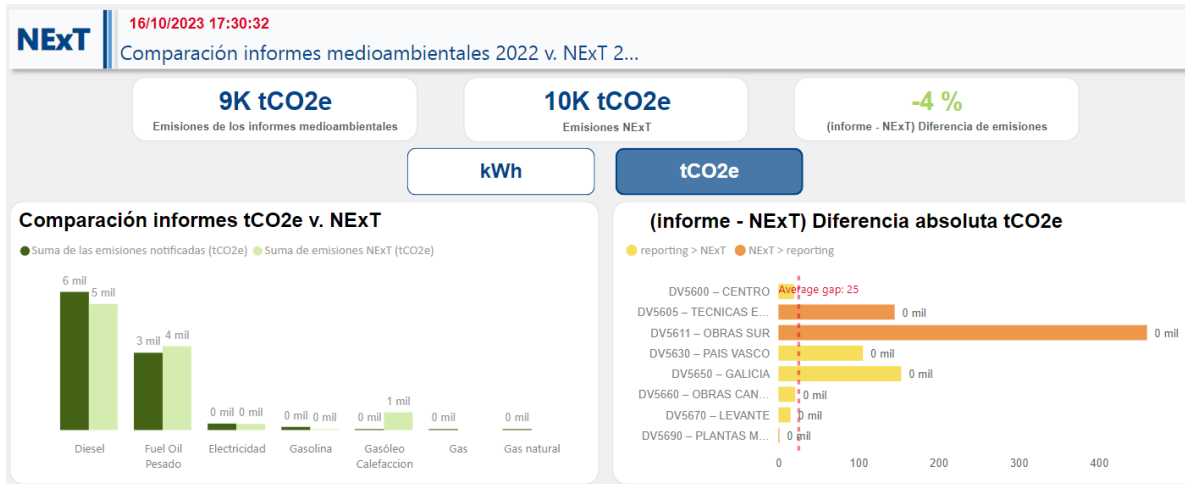 NExT
16/10/2023 17:30:32
Comparación informes medioambientales 2022 v. NExT 2...
9K tCO2e
Emisiones de los informes medioambientales
10K tCO2e
Emisiones NExT
-4 %
(informe - NExT) Diferencia de emisiones
kWh
tCO2e
Comparación informes tCO2e v. NExT
Suma de las emisiones notificadas (tCO2e) Suma de emisiones NExT (tCO2e)
6 mil
5 mil
3 mil
4 mil
0 mil
0 mil
0 mil
0 mil
0 mil
1 mil
0 mil
0 mil
Diesel
Fuel Oil
Pesado
Electricidad
Gasolina
Gasóleo
Calefaccion
Gas
Gas natural
(informe - NExT) Diferencia absoluta tCO2e
reporting > NExT NExT > reporting
Average gap: 25
DV5600 – CENTRO
DV5605 – TECNICAS E... 0 mil
DV5611 – OBRAS SUR 0 mil
DV5630 – PAIS VASCO 0 mil
DV5650 – GALICIA 0 mil
DV5660 – OBRAS CAN... 0 mil
DV5670 – LEVANTE 0 mil
DV5690 – PLANTAS M... 0 mil
0 100 200 300 400